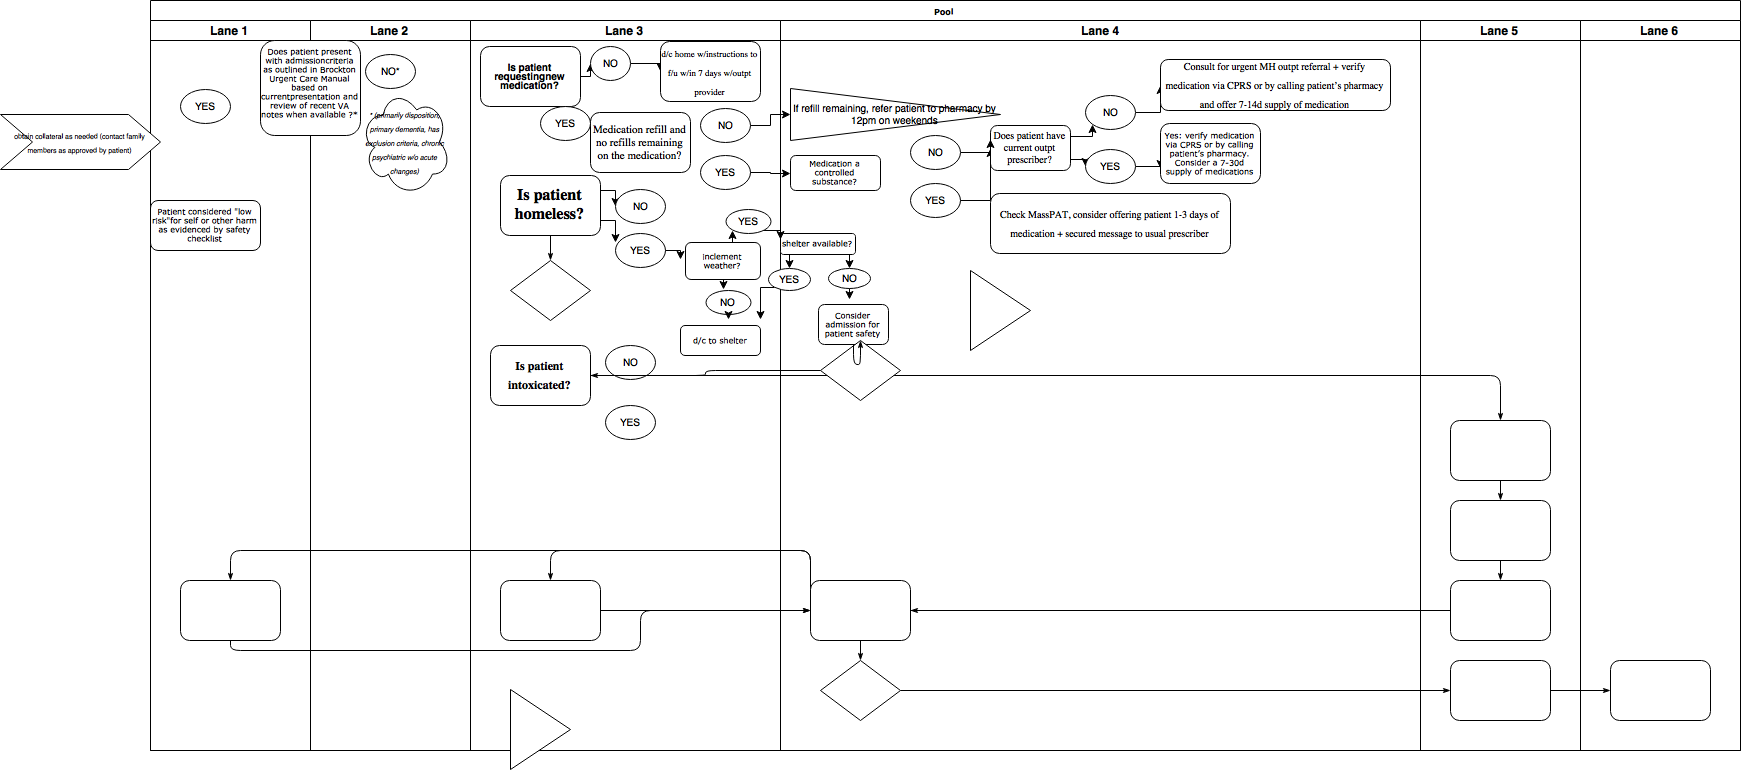 Pool
Lane 1
Lane 2
Lane 3
Lane 4
Lane 5
Lane 6
obtain collateral as needed (contact family
members as approved by patient)
YES
Does patient present
with admissioncriteria
as outlined in Brockton
Urgent Care Manual
based on
currentpresentation and
review of recent VA
notes when available ?*
NO*
* (primarily disposition,
primary dementia, has
exclusion criteria, chronic
psychiatric w/o acute
changes)
Patient considered "low
risk"for self or other harm
as evidenced by safety
checklist
Is patient
requestingnew
medication?
NO
d/c home w/instructions to
f/u w/in 7 days w/outpt
provider
YES
Medication refill and
no refills remaining
on the medication?
NO
If refill remaining, refer patient to pharmacy by
12pm on weekends
YES
Medication a
controlled
substance?
NO
Does patient have
current outpt
prescriber?
NO
Consult for urgent MH outpt referral + verify
medication via CPRS or by calling patient's pharmacy
and offer 7-14d supply of medication
YES
Yes: verify medication
via CPRS or by calling
patient's pharmacy.
Consider a 7-30d
supply of medications
YES
Check MassPAT, consider offering patient 1-3 days of
medication + secured message to usual prescriber
Is patient
homeless?
NO
YES
Inclement
weather?
YES
shelter available?
YES
NO
NO
d/c to shelter
Consider
admission for
patient safety
Is patient
intoxicated?
NO
YES